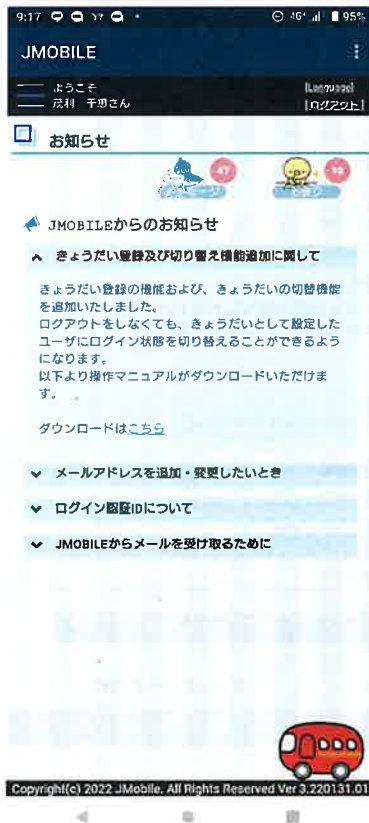 9:17
4G+ 95%
JMOBILE
ようこそ
[Language]
さん
[ログアウト]
お知らせ
JMOBILEからのお知らせ
きょうだい登録及び切り替え機能追加に関して
きょうだい登録の機能および、きょうだいの切替機能
を追加いたしました。
ログアウトをしなくても、きょうだいとして設定した
ユーザにログイン状態を切り替えることができるよう
になります。
以下より操作マニュアルがダウンロードいただけま
す。
ダウンロードはこちら
メールアドレスを追加・変更したいとき
ログイン認証IDについて
JMOBILEからメールを受け取るために
Copyright(c) 2022 JMobile. All Rights Reserved Ver 3.220131.01